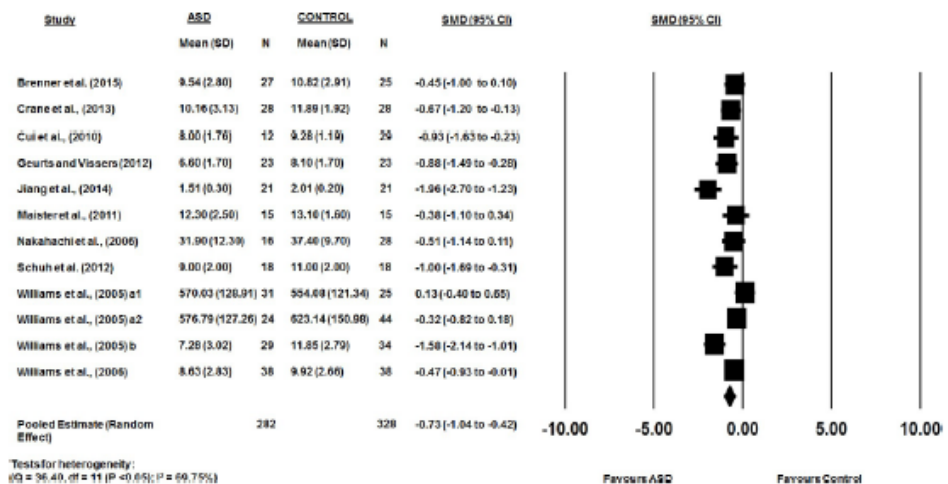 Study ASD CONTROL SMD (95% CI) SMD (95% CI)
Mean (SD) N Mean (SD) N
Brenner et al. (2015) 9.54 (2.80) 27 10.82 (2.91) 25 -0.45 (-1.00 to 0.10)
Crane et al., (2013) 10.16 (3.13) 28 11.89 (1.92) 28 -0.67 (-1.20 to -0.13)
Cui et al., (2010) 8.00 (1.76) 12 9.28 (1.19) 29 -0.93 (-1.63 to -0.23)
Geurts and Vissers (2012) 6.60 (1.70) 23 8.10 (1.70) 23 -0.88 (-1.49 to -0.28)
Jiang et al., (2014) 1.51 (0.30) 21 2.01 (0.20) 21 -1.96 (-2.70 to -1.23)
Maister et al., (2011) 12.30 (2.50) 15 13.10 (1.60) 15 -0.38 (-1.10 to 0.34)
Nakahachi et al., (2006) 31.90 (12.30) 16 37.40 (9.70) 28 -0.51 (-1.14 to 0.11)
Schuh et al., (2012) 9.00 (2.00) 18 11.00 (2.00) 18 -1.00 (-1.69 to -0.31)
Williams et al., (2005) a1 570.03 (128.91) 31 554.08 (121.34) 25 0.13 (-0.40 to 0.65)
Williams et al., (2005) a2 576.79 (127.26) 24 623.14 (150.98) 44 -0.32 (-0.82 to 0.18)
Williams et al., (2005) b 7.28 (3.02) 29 11.85 (2.79) 34 -1.58 (-2.14 to -1.01)
Williams et al., (2006) 8.63 (2.83) 38 9.92 (2.66) 38 -0.47 (-0.93 to -0.01)
Pooled Estimate (Random 282 328 -0.73 (-1.04 to -0.42)
Effect)
-10.00 -5.00 0.00 5.00 10.00
*Tests for heterogeneity:
(Q = 36.40, df = 11 (P <0.05); I² = 69.75%)
Favours ASD Favours Control